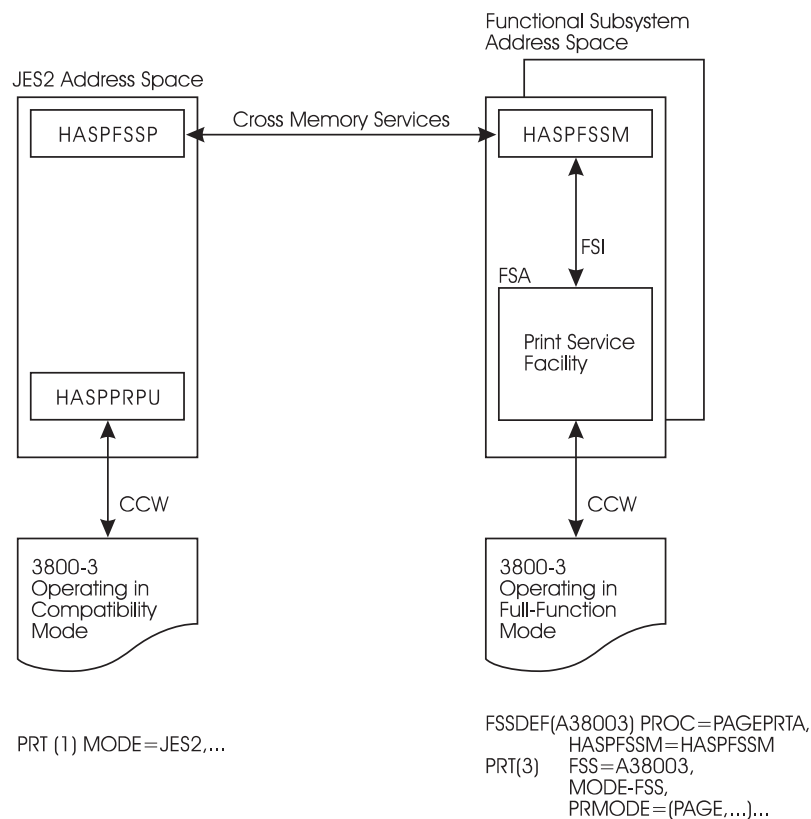 Functional Subsystem
Address Space
JES2 Address Space
HASPFSSP
Cross Memory Services
HASPFSSM
FSI
FSA
Print Service
Facility
HASPPRPU
CCW
CCW
3800-3
Operating in
Compatibility
Mode
3800-3
Operating in
Full-Function
Mode
PRT (1) MODE=JES2,...
FSSDEF(A38003) PROC=PAGEPRTA,
HASPFSSM=HASPFSSM
PRT(3) FSS=A38003,
MODE-FSS,
PRMODE=(PAGE,...)...